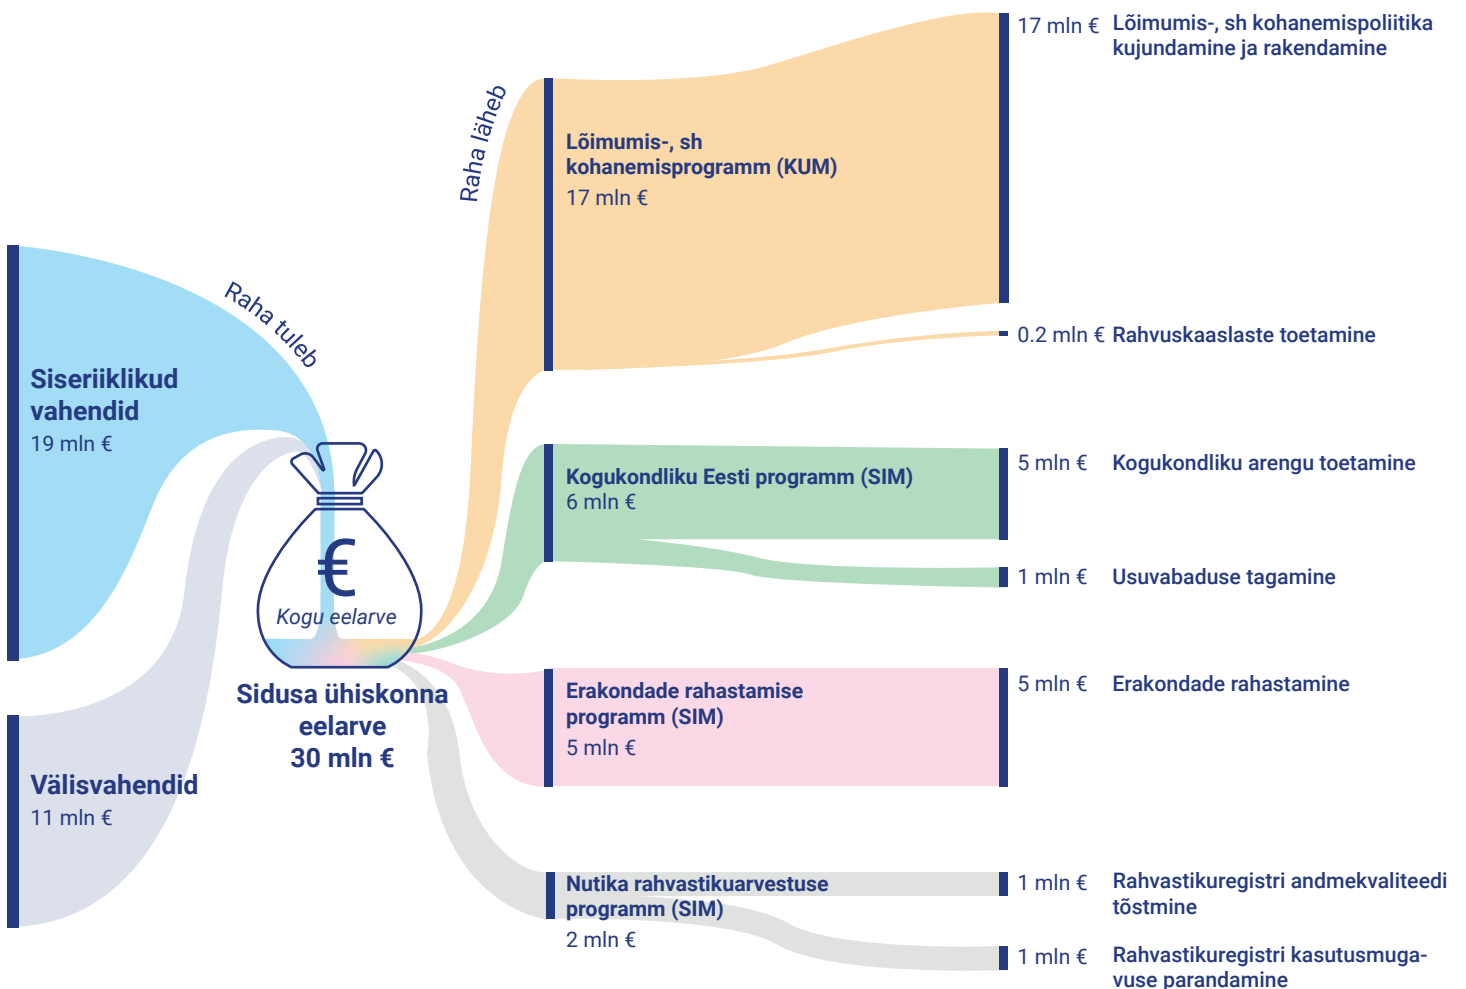 Raha tuleb
Siseriiklikud
vahendid
19 mln €
Välisvahendid
11 mln €
€
Kogu eelarve
Sidusa ühiskonna
eelarve
30 mln €
Raha läheb
Lõimumis-, sh
kohanemisprogramm (KUM)
17 mln €
17 mln € Lõimumis-, sh kohanemispoliitika
kujundamine ja rakendamine
0.2 mln € Rahvuskaaslaste toetamine
Kogukondliku Eesti programm (SIM)
6 mln €
5 mln € Kogukondliku arengu toetamine
1 mln € Usuvabaduse tagamine
Erakondade rahastamise
programm (SIM)
5 mln €
5 mln € Erakondade rahastamine
Nutika rahvastikuarvestuse
programm (SIM)
2 mln €
1 mln € Rahvastikuregistri andmekvaliteedi
tõstmine
1 mln € Rahvastikuregistri kasutusmuga-
vuse parandamine